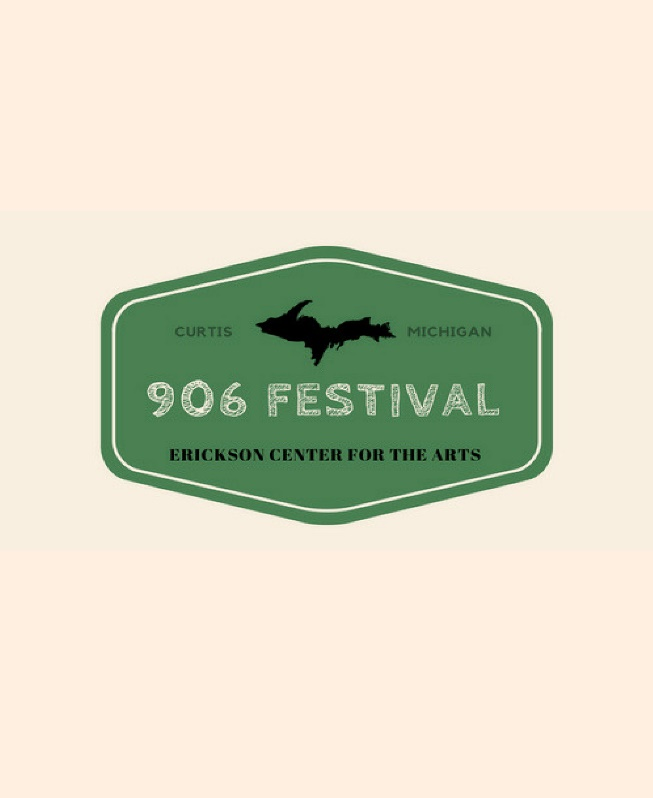 CURTIS MICHIGAN
906 FESTIVAL
ERICKSON CENTER FOR THE ARTS